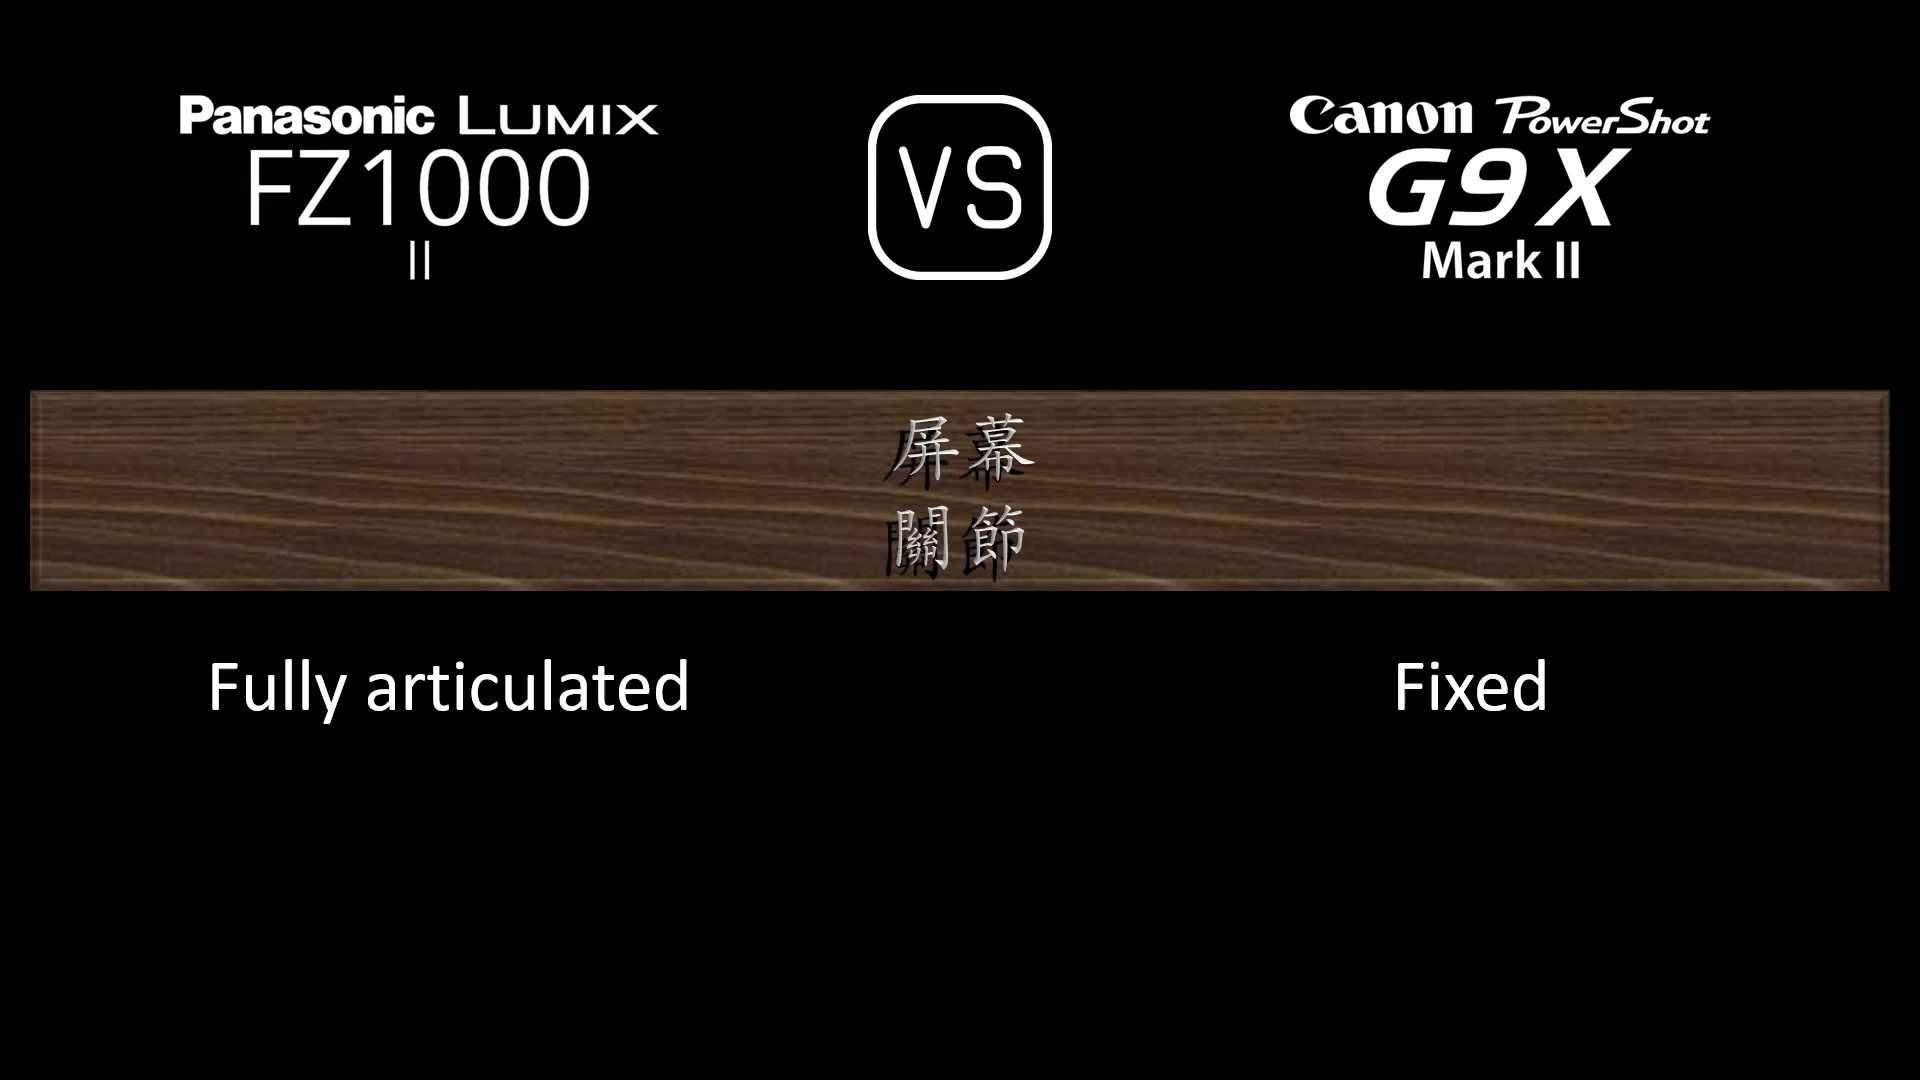 Panasonic LUMIX
FZ1000
II
VS
Canon PowerShot
G9 X
Mark II
屏幕
關節
Fully articulated
Fixed